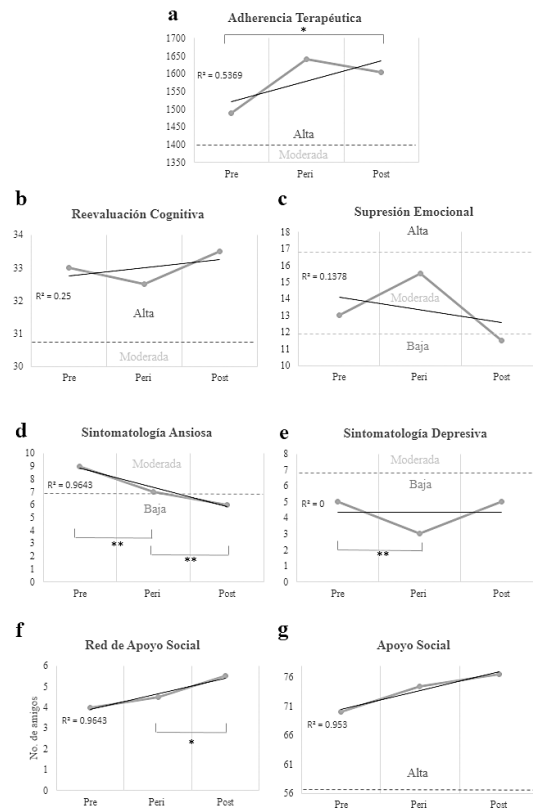 a
Adherencia Terapéutica
*
1700
1650
1600
1550
1500
1450
1400
1350
R² = 0.5369
Alta
Moderada
Pre Peri Post
b
Reevaluación Cognitiva
34
33
32
31
30
R² = 0.25
Alta
Moderada
Pre Peri Post
c
Supresión Emocional
18
17
16
15
14
13
12
11
10
Alta
R² = 0.1378
Moderada
Baja
Pre Peri Post
d
Sintomatología Ansiosa
10
9
8
7
6
5
4
3
2
1
0
Moderada
R² = 0.9643
Baja
**
**
Pre Peri Post
e
Sintomatología Depresiva
8
7
6
5
4
3
2
1
0
Moderada
Baja
R² = 0
**
Pre Peri Post
f
Red de Apoyo Social
No. de amigos
6
5
4
3
2
1
0
R² = 0.9643
*
Pre Peri Post
g
Apoyo Social
76
71
66
61
56
R² = 0.953
Alta
Pre Peri Post